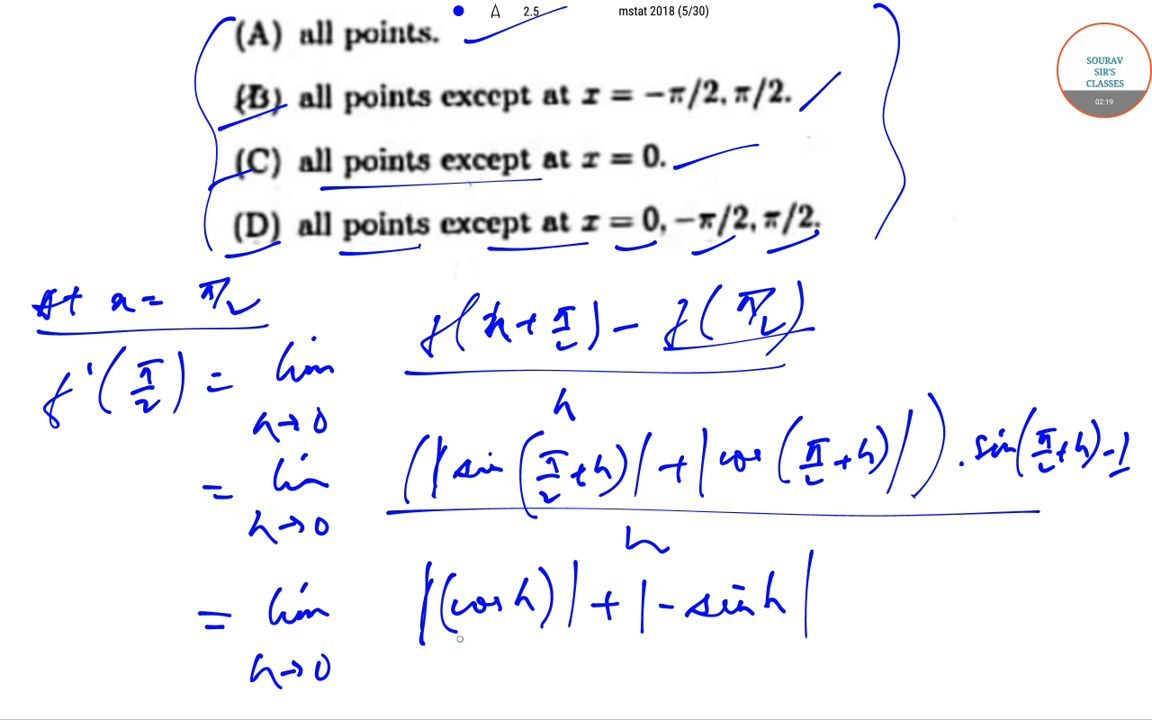 A 2.5 mstat 2018 (5/30)
(A) all points.
(B) all points except at x = −π/2, π/2.
(C) all points except at x = 0.
(D) all points except at x = 0, −π/2, π/2.
SOURAV
SIR'S
CLASSES
02:19
At x = π/2
f'(π/2) = lim h→0 f(h + π/2) − f(π/2) / h
= lim h→0 (|sin(π/2+h)| + |cos(π/2+h)|) . sin(π/2+h) − 1 / h
= lim h→0 |(cos h)| + |− sin h|